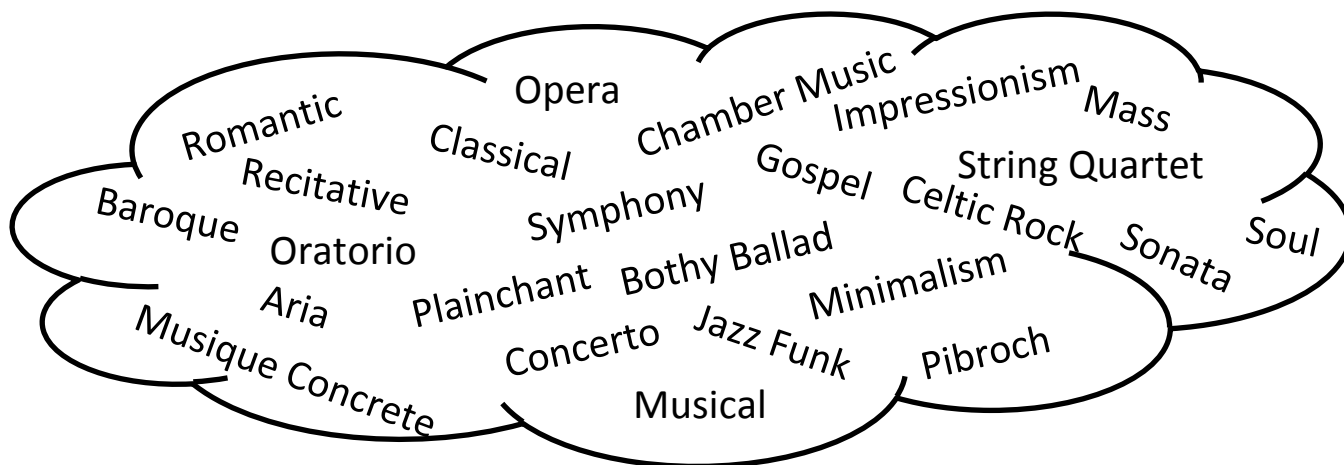 Opera
Chamber Music
Impressionism
Mass
Romantic
Classical
Recitative
Gospel
String Quartet
Baroque
Symphony
Celtic Rock
Soul
Oratorio
Bothy Ballad
Sonata
Aria
Plainchant
Minimalism
Musique Concrete
Concerto
Jazz Funk
Pibroch
Musical